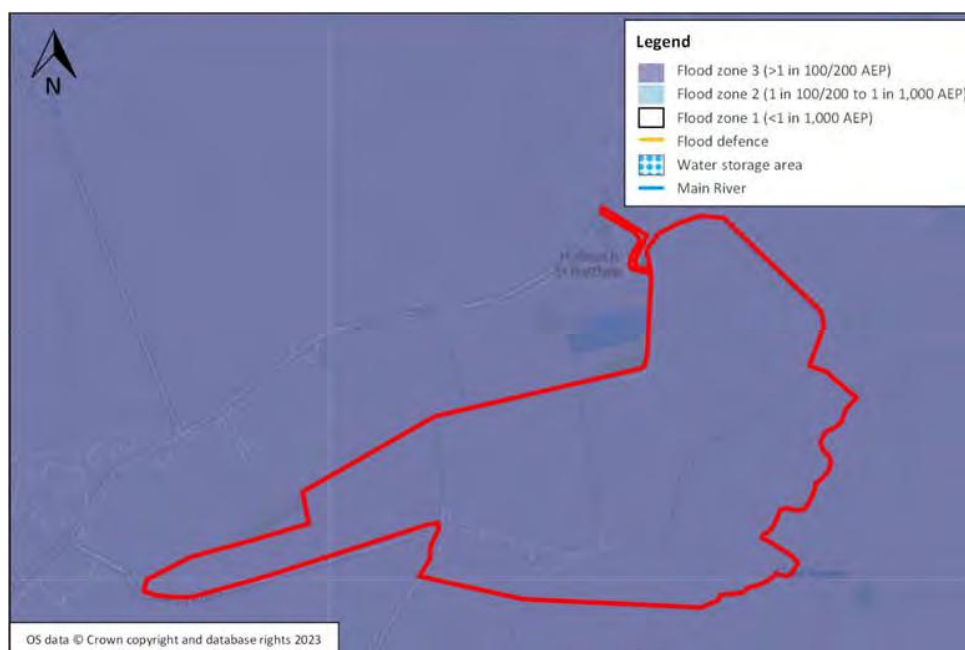 N
Legend
Flood zone 3 (>1 in 100/200 AEP)
Flood zone 2 (1 in 100/200 to 1 in 1,000 AEP)
Flood zone 1 (<1 in 1,000 AEP)
Flood defence
Water storage area
Main River
OS data © Crown copyright and database rights 2023